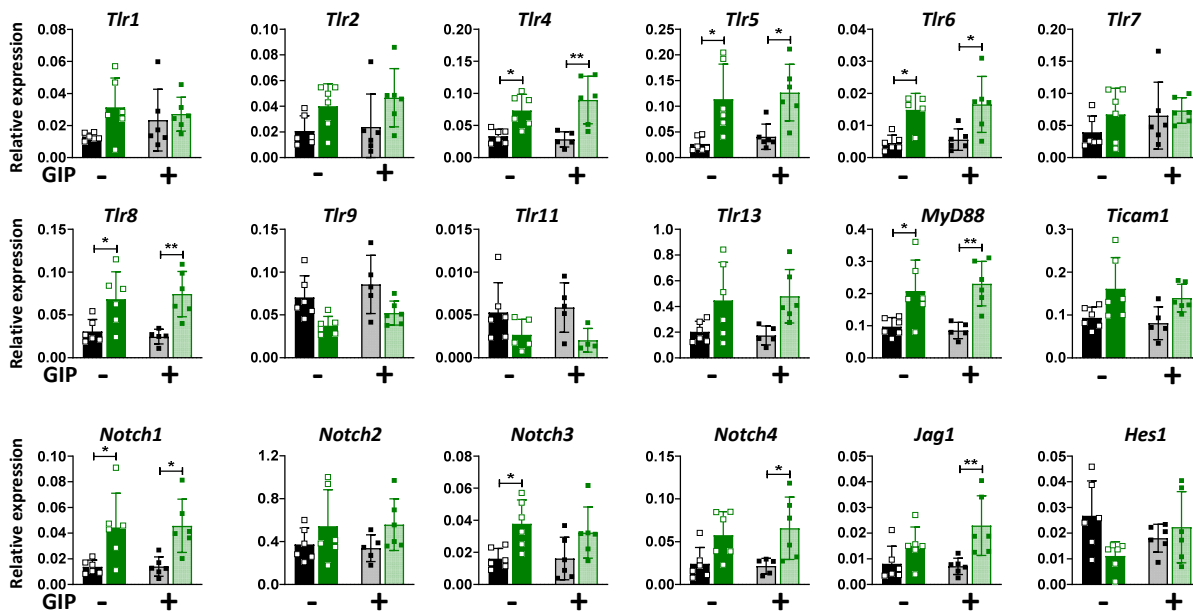 Tlr1 Tlr2 Tlr4 Tlr5 Tlr6 Tlr7
* ** * * * *
Relative expression
0.08 0.08 0.20 0.15 0.25 0.20 0.04 0.20
0.06 0.06 0.15 0.20 0.03 0.15
0.04 0.04 0.10 0.15 0.02 0.10
0.02 0.02 0.05 0.10 0.01 0.05
0.00 0.00 0.00 0.05 0.00 0.00
0.00
GIP - + - + - +
Tlr8 Tlr9 Tlr11 Tlr13 MyD88 Ticam1
* ** * **
Relative expression
0.20 0.20 0.015 1.0 0.4 0.3
0.15 0.15 0.010 0.8 0.3 0.2
0.10 0.10 0.005 0.6 0.2 0.1
0.05 0.05 0.000 0.4 0.1 0.0
0.00 0.00 0.2 0.0
0.0
GIP - + - + - +
Notch1 Notch2 Notch3 Notch4 Jag1 Hes1
* * * * **
Relative expression
0.10 1.2 0.08 0.15 0.04 0.05
0.08 0.8 0.06 0.10 0.03 0.04
0.06 0.4 0.04 0.05 0.02 0.03
0.04 0.0 0.02 0.00 0.01 0.02
0.02 0.00 0.00 0.01
0.00 0.00
GIP - + - + - +